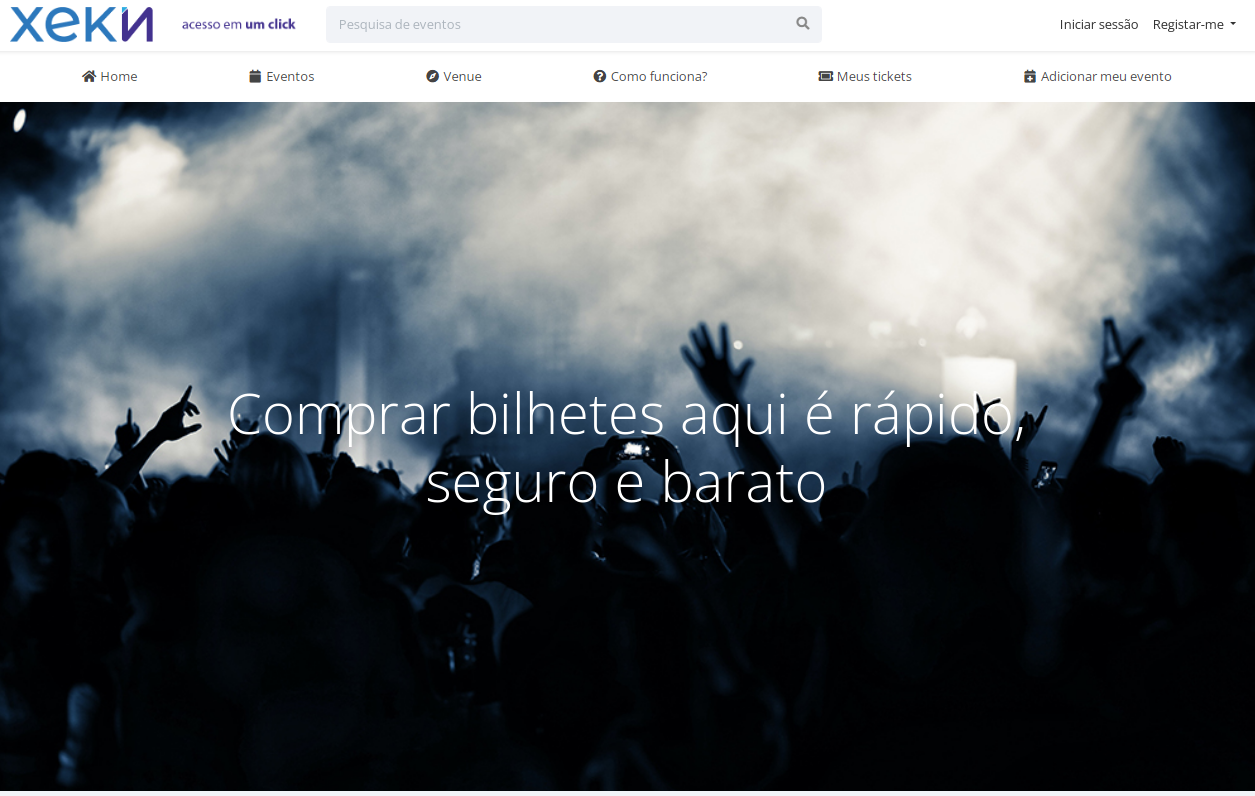 xeKи
acesso em um click
Pesquisa de eventos
Iniciar sessão
Registar-me
Home
Eventos
Venue
Como funciona?
Meus tickets
Adicionar meu evento
Comprar bilhetes aqui é rápido,
seguro e barato